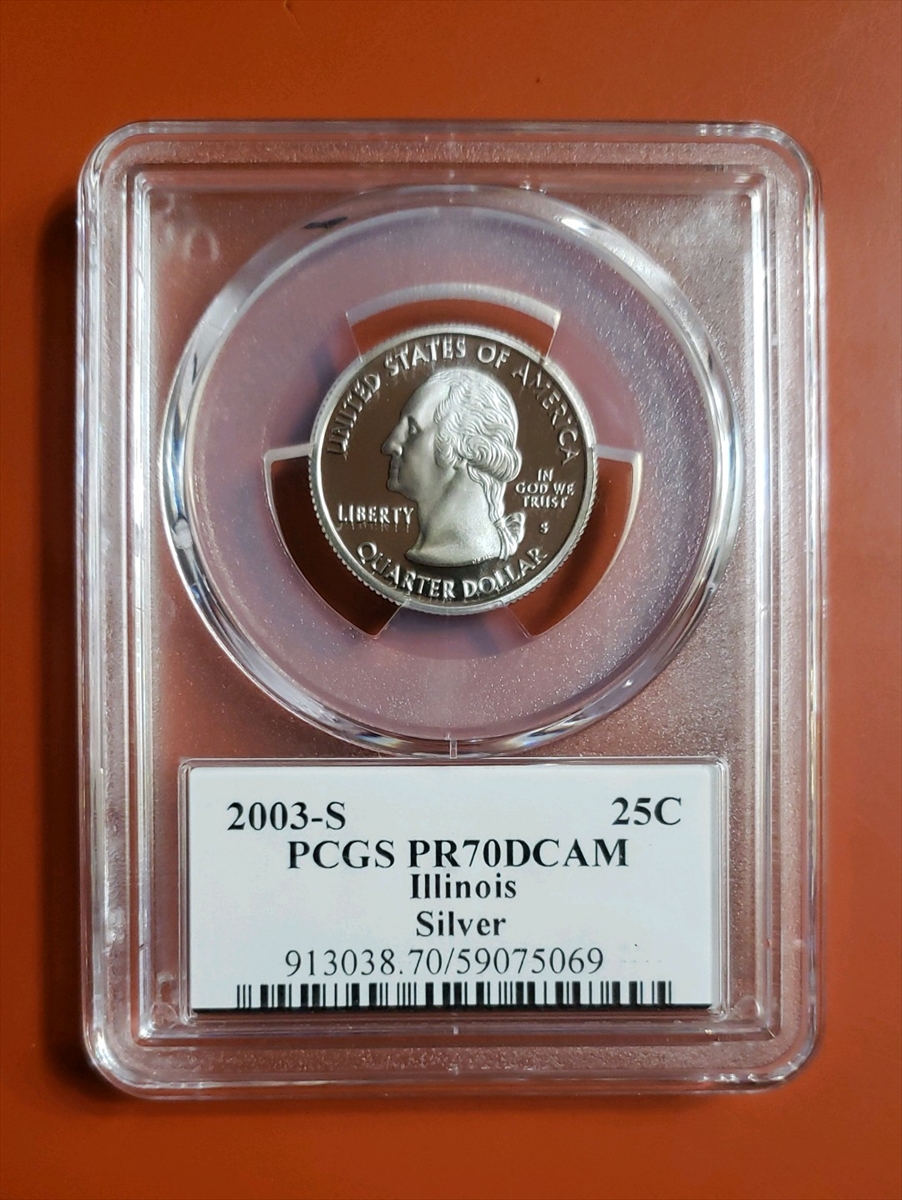 UNITED STATES OF AMERICA
LIBERTY
IN
GOD WE
TRUST
S
QUARTER DOLLAR
2003-S 25C
PCGS PR70DCAM
Illinois
Silver
913038.70/59075069